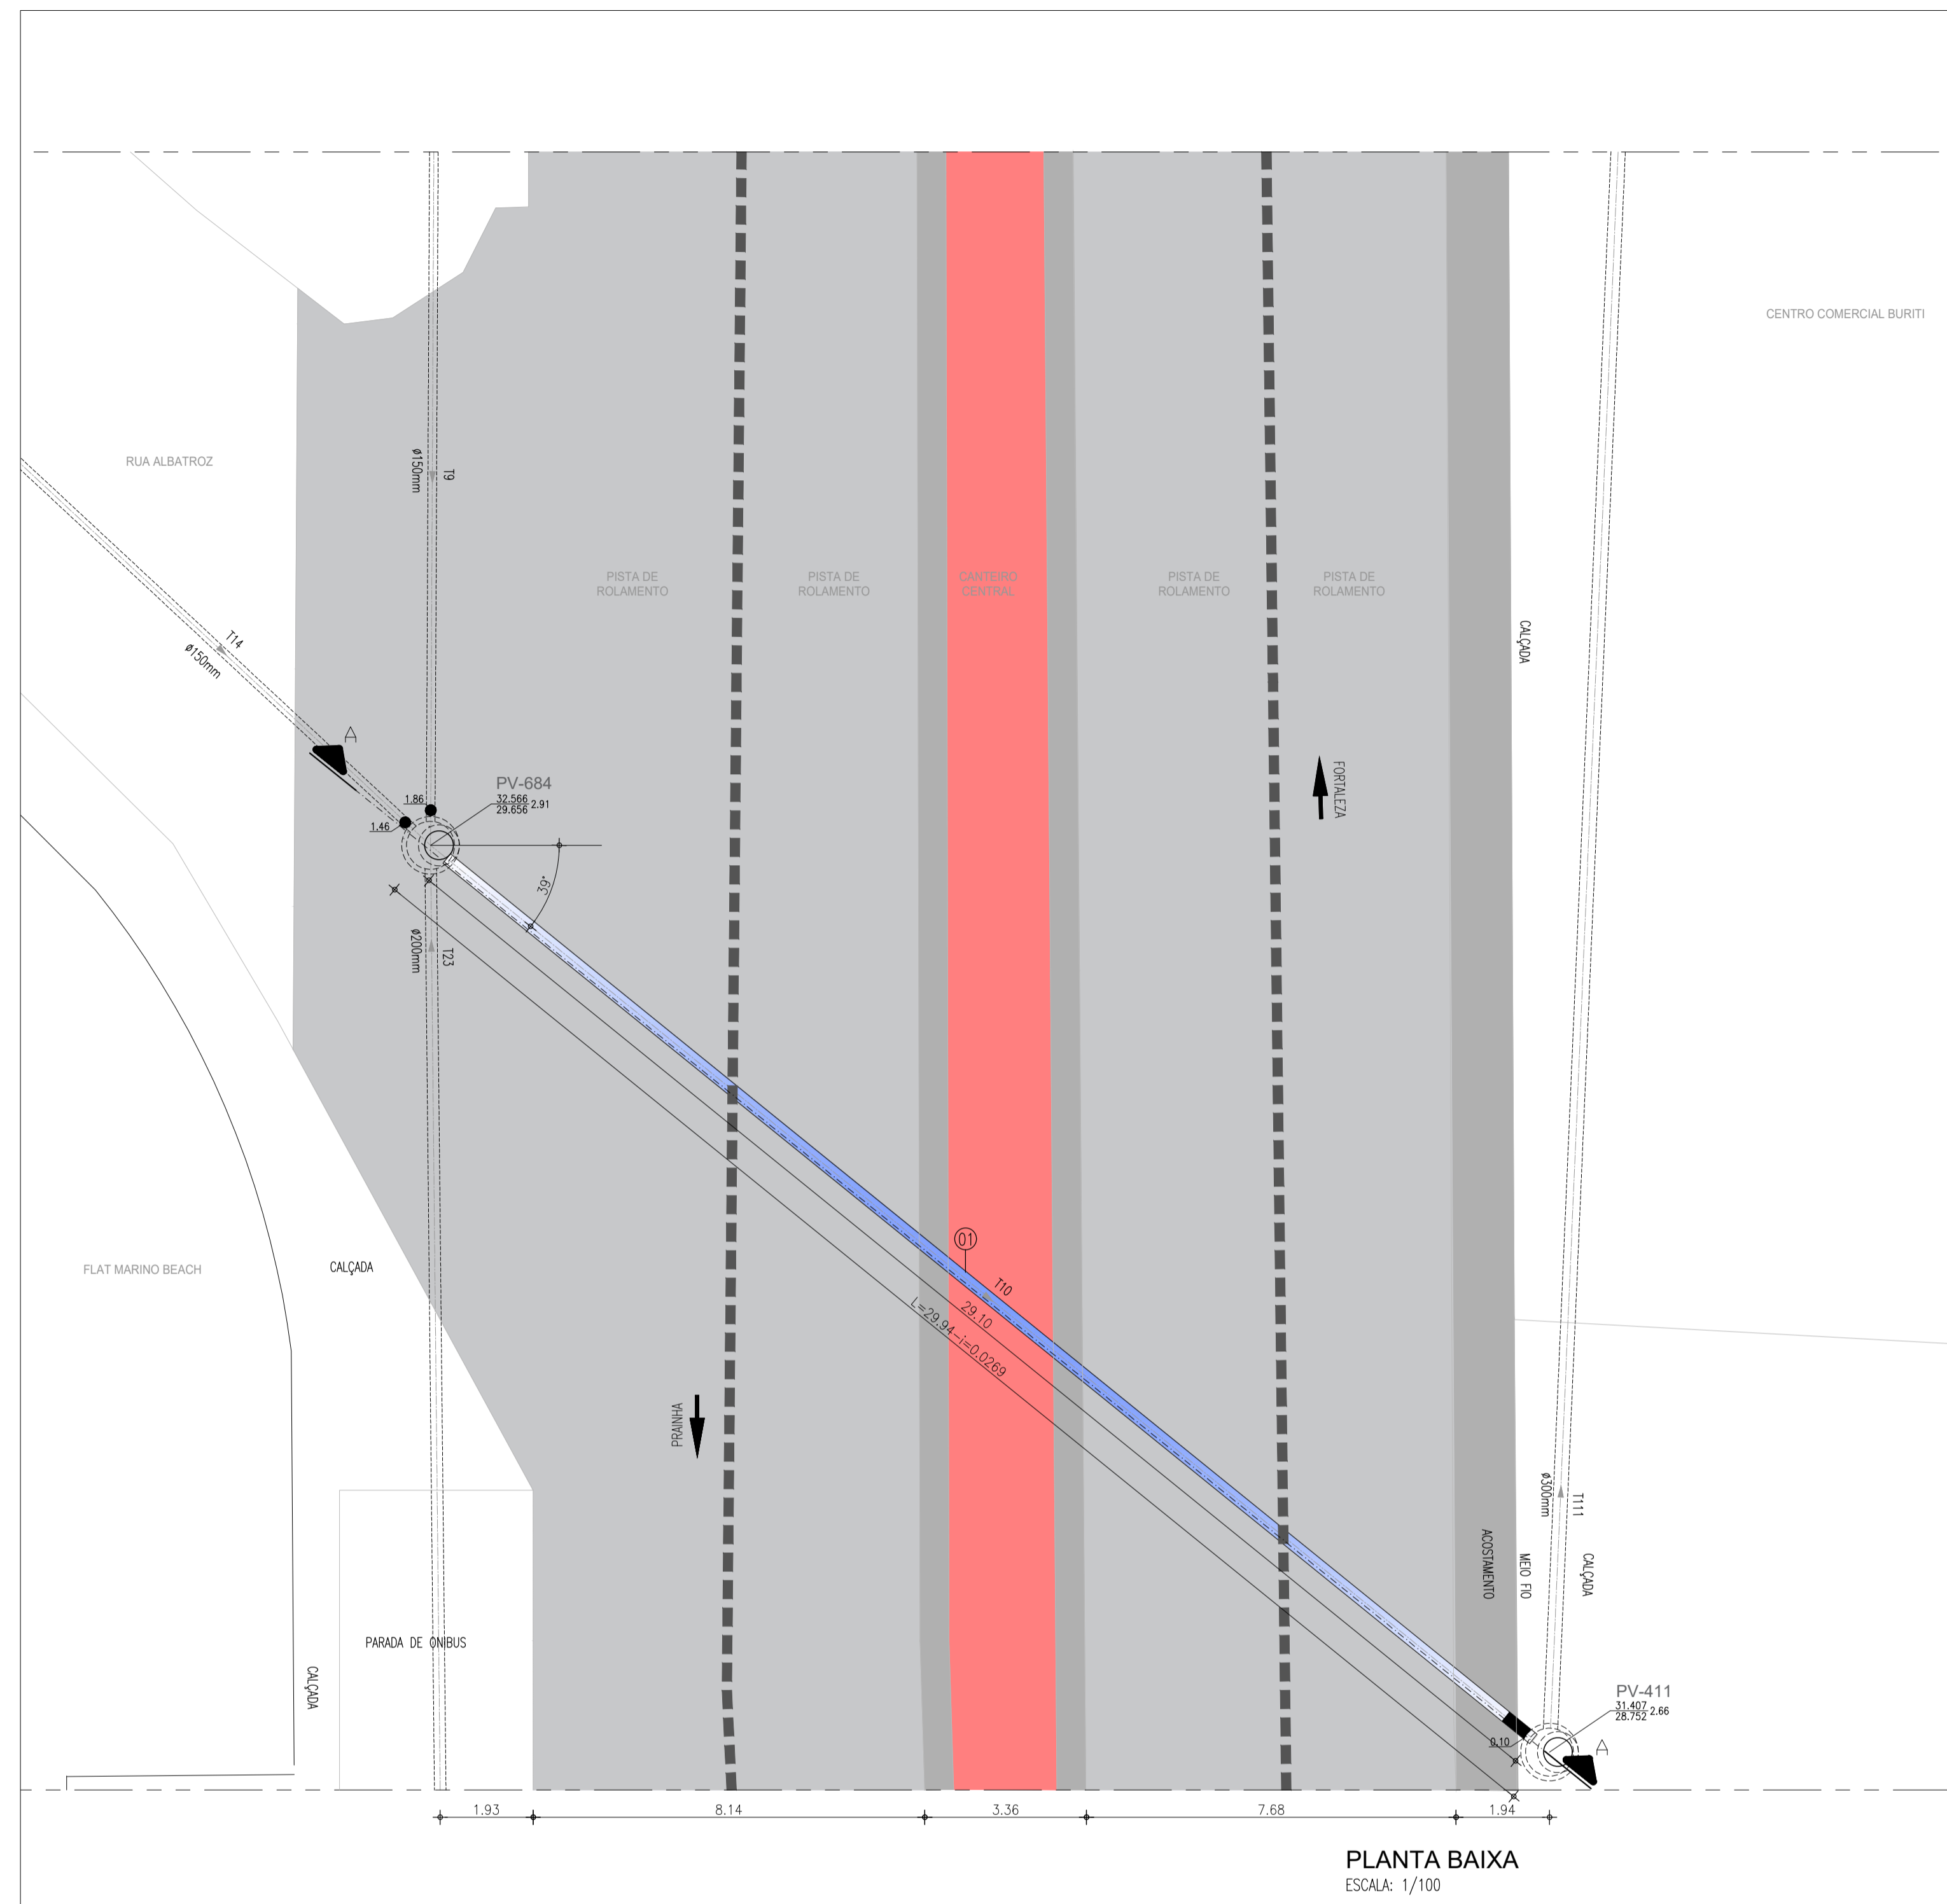 CENTRO COMERCIAL BURITI
RUA ALBATROZ
ø150mm
T9
PISTA DE
ROLAMENTO
PISTA DE
ROLAMENTO
CANTEIRO
CENTRAL
PISTA DE
ROLAMENTO
PISTA DE
ROLAMENTO
CALÇADA
T14
ø150mm
A
PV-684
32.566
29.656
2.91
1.86
1.46
FORTALEZA
39°
ø200mm
T23
01
T10
29.10
L=29.94-i=0.0269
FLAT MARINO BEACH
CALÇADA
PRAINHA
ø300mm
T111
ACOSTAMENTO
MEIO FIO
CALÇADA
PARADA DE ÔNIBUS
CALÇADA
PV-411
31.407
28.752
2.66
0.10
A
1.93
8.14
3.36
7.68
1.94
PLANTA BAIXA
ESCALA: 1/100